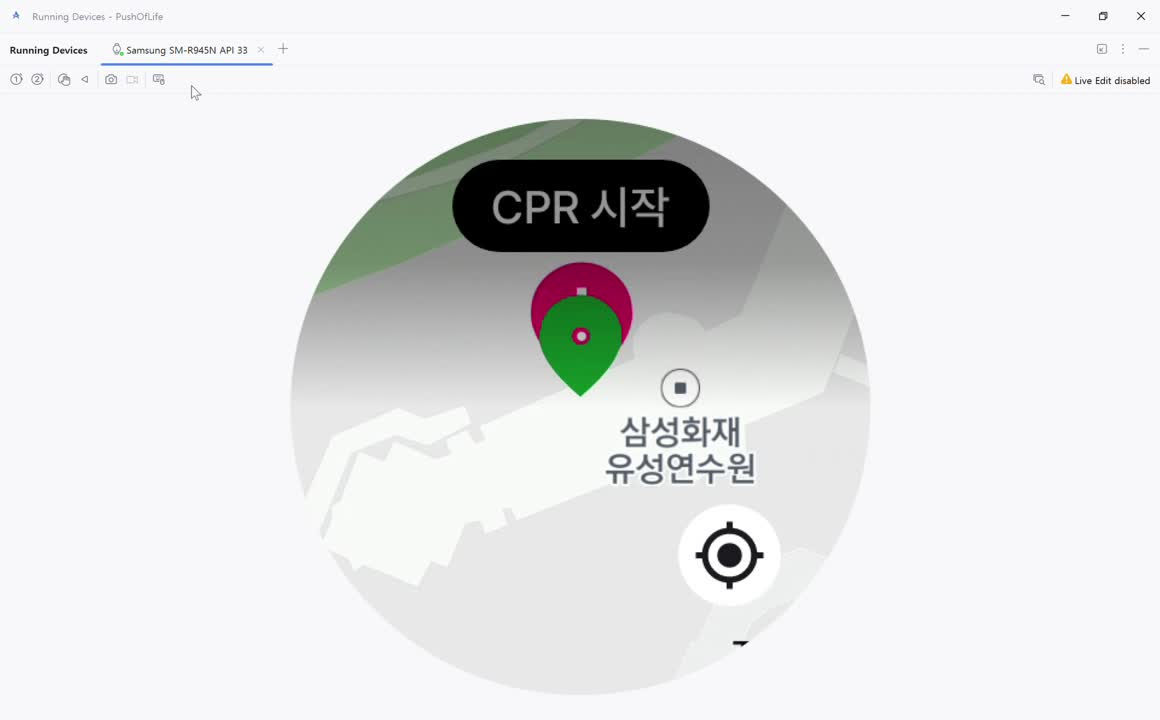 Running Devices - PushOfLife
Running Devices
Samsung SM-R945N API 33
Live Edit disabled
CPR 시작
삼성화재
유성연수원